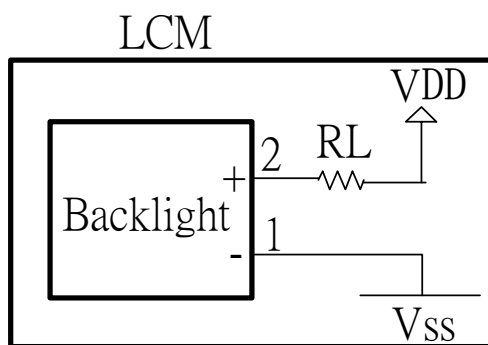 LCM
VDD
2 RL
+
Backlight
1
-
VSS